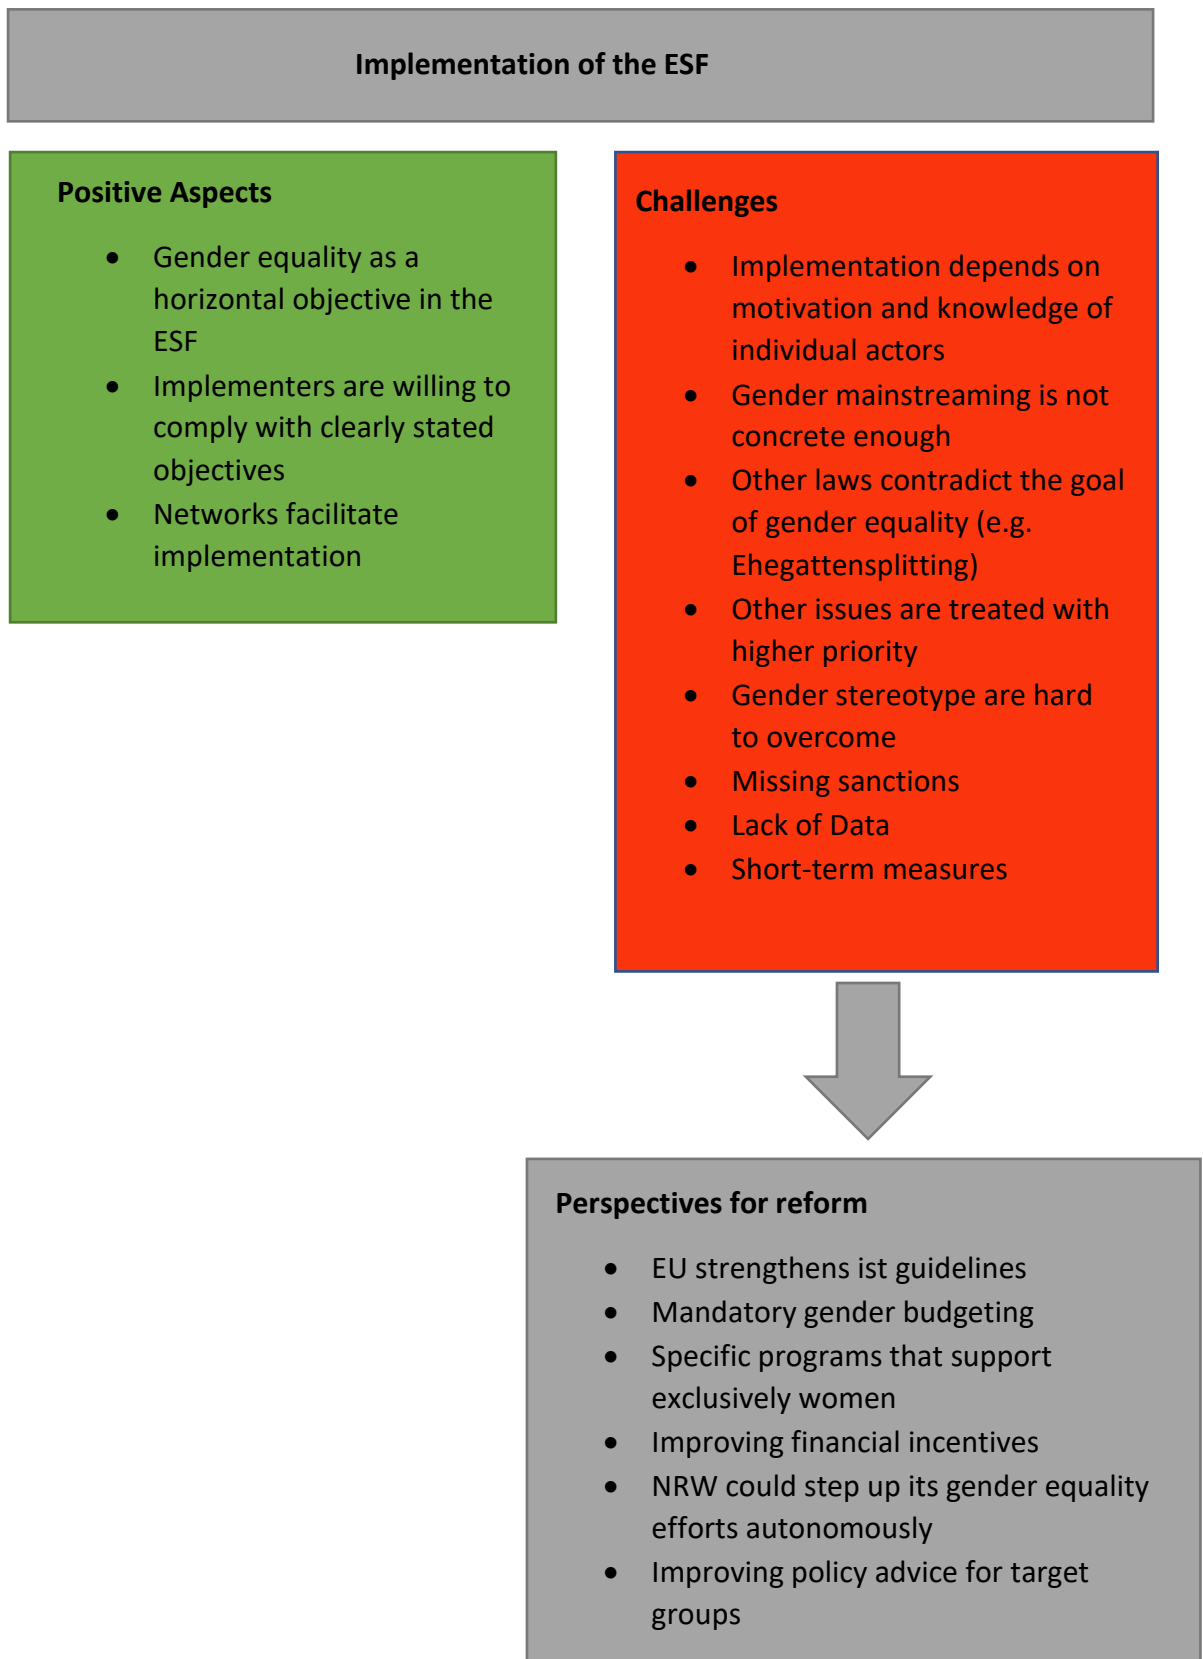 Implementation of the ESF
Positive Aspects
• Gender equality as a
horizontal objective in the
ESF
• Implementers are willing to
comply with clearly stated
objectives
• Networks facilitate
implementation
Challenges
• Implementation depends on
motivation and knowledge of
individual actors
• Gender mainstreaming is not
concrete enough
• Other laws contradict the goal
of gender equality (e.g.
Ehegattensplitting)
• Other issues are treated with
higher priority
• Gender stereotype are hard
to overcome
• Missing sanctions
• Lack of Data
• Short-term measures
Perspectives for reform
• EU strengthens ist guidelines
• Mandatory gender budgeting
• Specific programs that support
exclusively women
• Improving financial incentives
• NRW could step up its gender equality
efforts autonomously
• Improving policy advice for target
groups